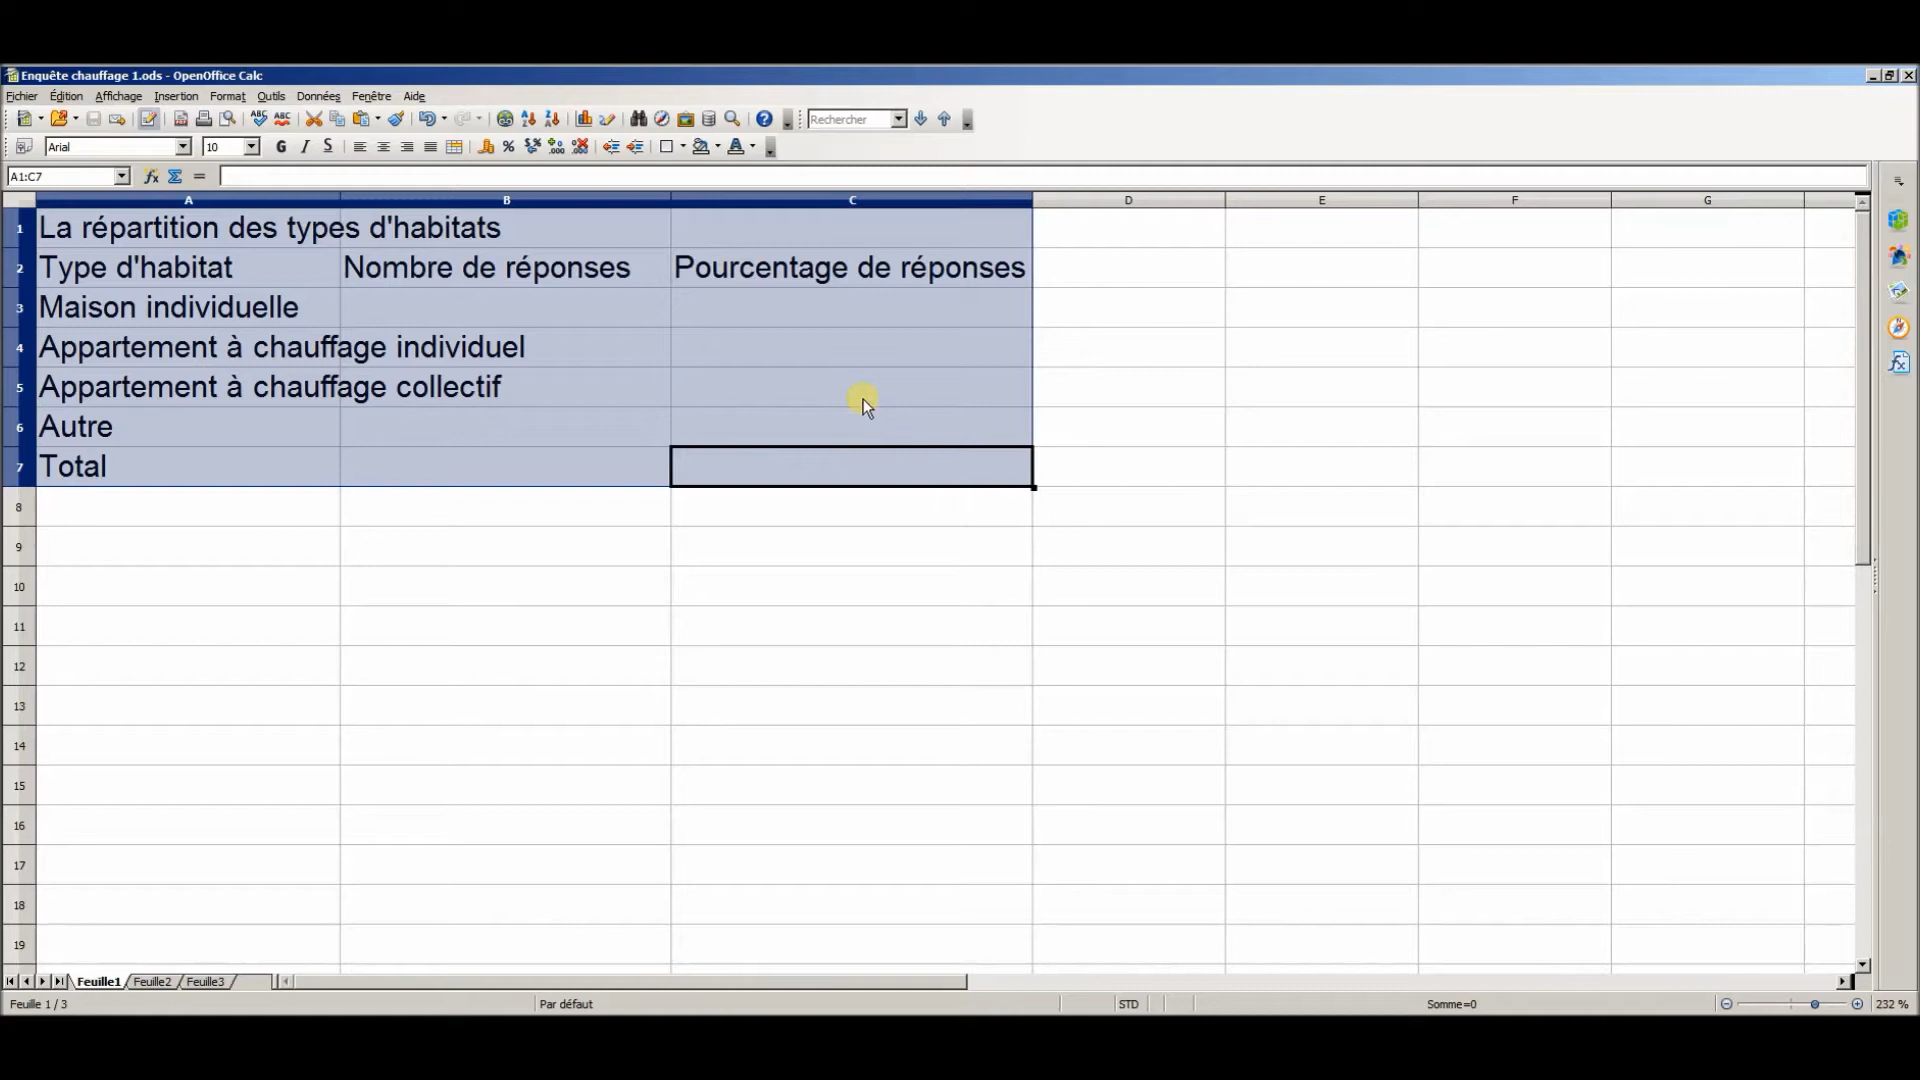 Enquête chauffage 1.ods - OpenOffice Calc
Fichier Édition Affichage Insertion Format Outils Données Fenêtre Aide
Rechercher
Arial 10 G I S
A1:C7
A B C D E F G
1 La répartition des types d'habitats
2 Type d'habitat Nombre de réponses Pourcentage de réponses
3 Maison individuelle
4 Appartement à chauffage individuel
5 Appartement à chauffage collectif
6 Autre
7 Total
8
9
10
11
12
13
14
15
16
17
18
19
Feuille1 Feuille2 Feuille3
Feuille 1 / 3 Par défaut STD Somme=0 232 %